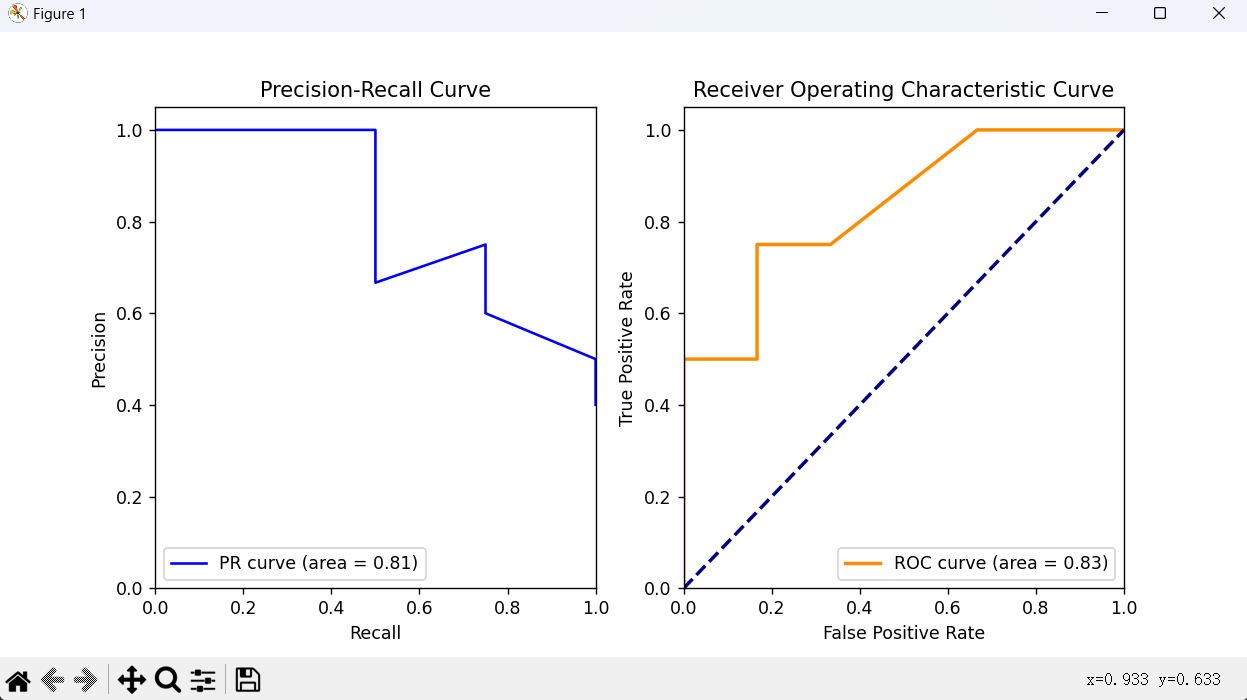 Figure 1
Precision-Recall Curve
1.0
0.8
0.6
0.4
0.2
0.0
Precision
PR curve (area = 0.81)
0.0 0.2 0.4 0.6 0.8 1.0
Recall
Receiver Operating Characteristic Curve
1.0
0.8
0.6
0.4
0.2
0.0
True Positive Rate
ROC curve (area = 0.83)
0.0 0.2 0.4 0.6 0.8 1.0
False Positive Rate
x=0.933 y=0.633